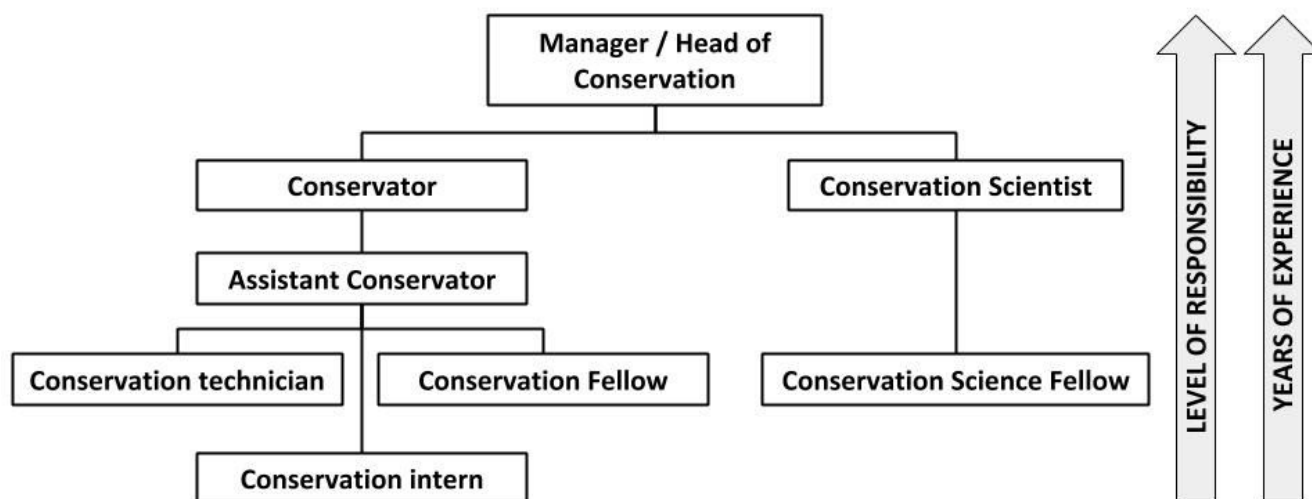 Manager / Head of
Conservation
Conservator
Conservation Scientist
Assistant Conservator
Conservation technician
Conservation Fellow
Conservation Science Fellow
Conservation intern
LEVEL OF RESPONSIBILITY
YEARS OF EXPERIENCE